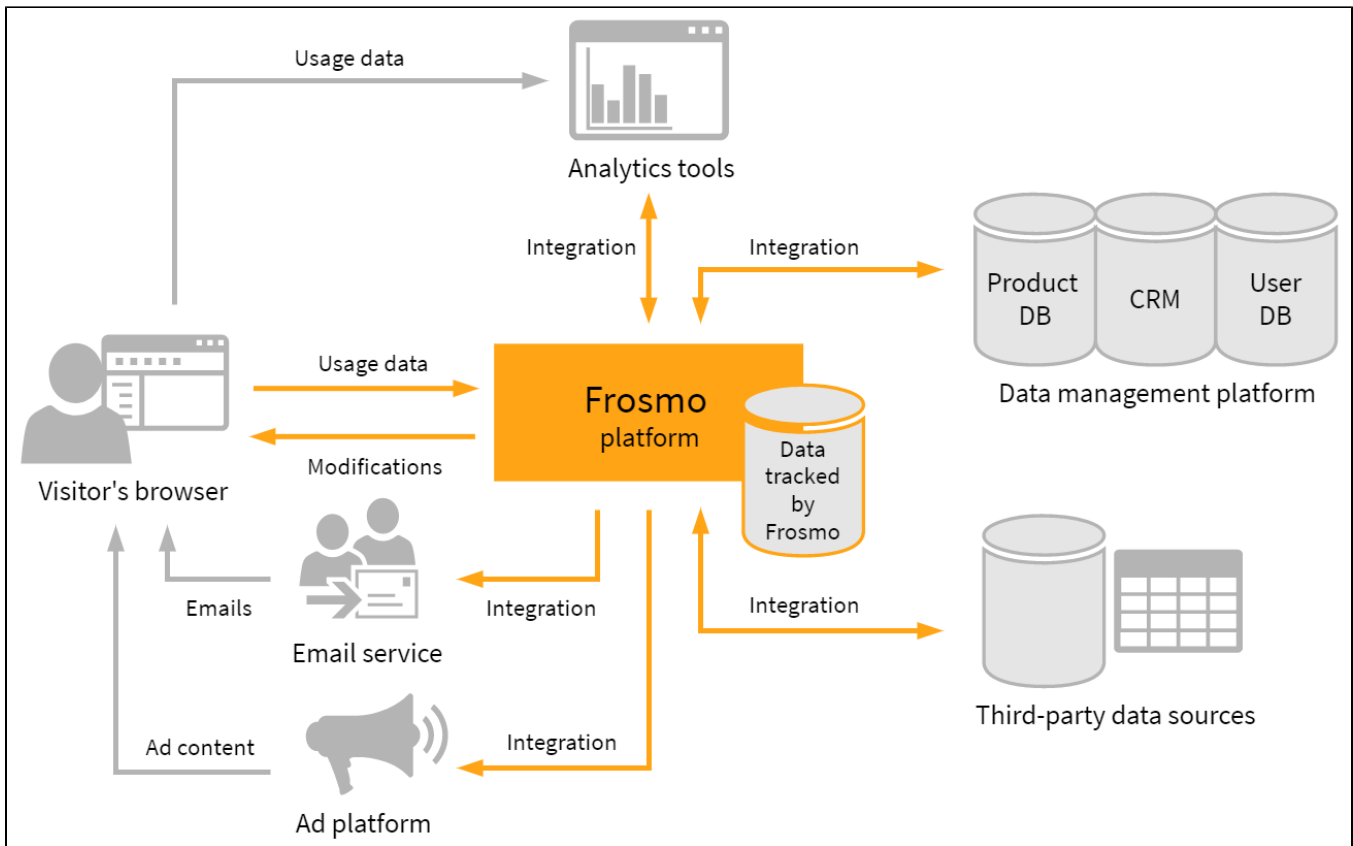 Usage data
Analytics tools
Integration
Integration
Product
DB
CRM
User
DB
Data management platform
Usage data
Frosmo
platform
Modifications
Visitor's browser
Data
tracked
by
Frosmo
Emails
Integration
Email service
Integration
Third-party data sources
Ad content
Integration
Ad platform